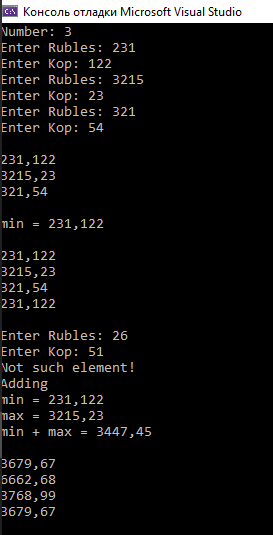 Консоль отладки Microsoft Visual Studio
Number: 3
Enter Rubles: 231
Enter Kop: 122
Enter Rubles: 3215
Enter Kop: 23
Enter Rubles: 321
Enter Kop: 54
231,122
3215,23
321,54
min = 231,122
231,122
3215,23
321,54
231,122
Enter Rubles: 26
Enter Kop: 51
Not such element!
Adding
min = 231,122
max = 3215,23
min + max = 3447,45
3679,67
6662,68
3768,99
3679,67